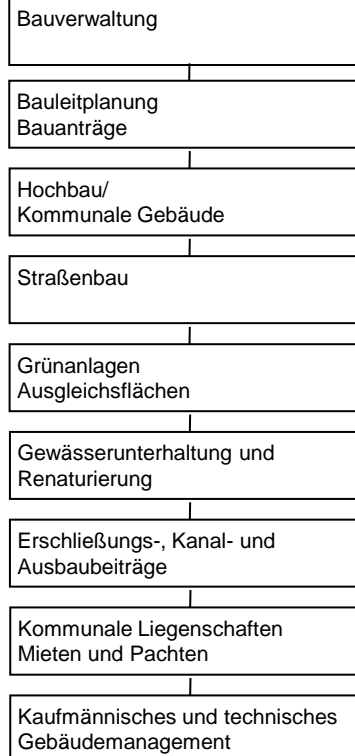 Bauverwaltung
Bauleitplanung
Bauanträge
Hochbau/
Kommunale Gebäude
Straßenbau
Grünanlagen
Ausgleichsflächen
Gewässerunterhaltung und
Renaturierung
Erschließungs-, Kanal- und
Ausbaubeiträge
Kommunale Liegenschaften
Mieten und Pachten
Kaufmännisches und technisches
Gebäudemanagement